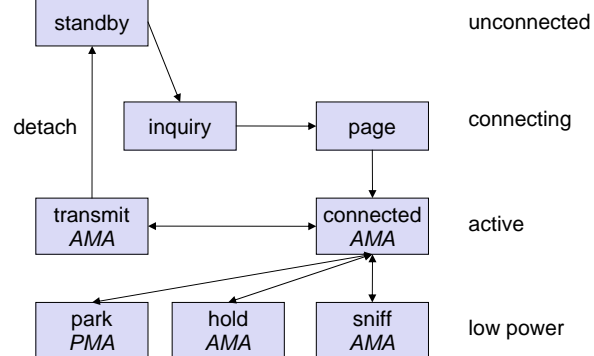 standby
unconnected
detach
inquiry
page
connecting
transmit
AMA
connected
AMA
active
park
PMA
hold
AMA
sniff
AMA
low power